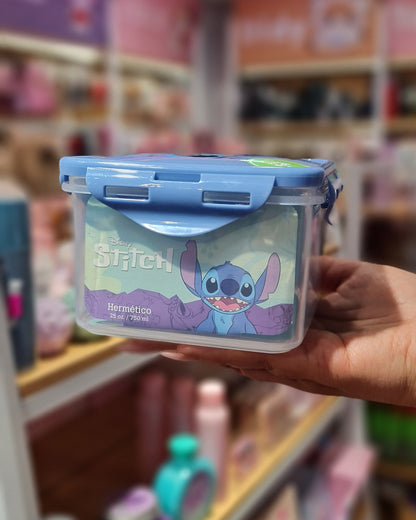 Disney
STITCH
Hermético
25 oz. / 750 ml